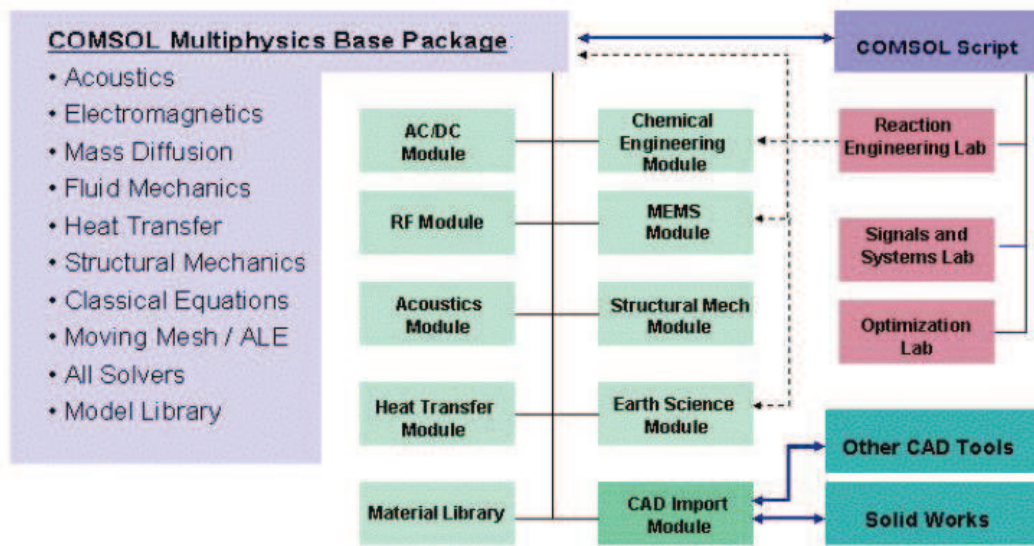 COMSOL Multiphysics Base Package
• Acoustics
• Electromagnetics
• Mass Diffusion
• Fluid Mechanics
• Heat Transfer
• Structural Mechanics
• Classical Equations
• Moving Mesh / ALE
• All Solvers
• Model Library
AC/DC
Module
RF Module
Acoustics
Module
Heat Transfer
Module
Material Library
Chemical
Engineering
Module
MEMS
Module
Structural Mech
Module
Earth Science
Module
CAD Import
Module
COMSOL Script
Reaction
Engineering Lab
Signals and
Systems Lab
Optimization
Lab
Other CAD Tools
Solid Works